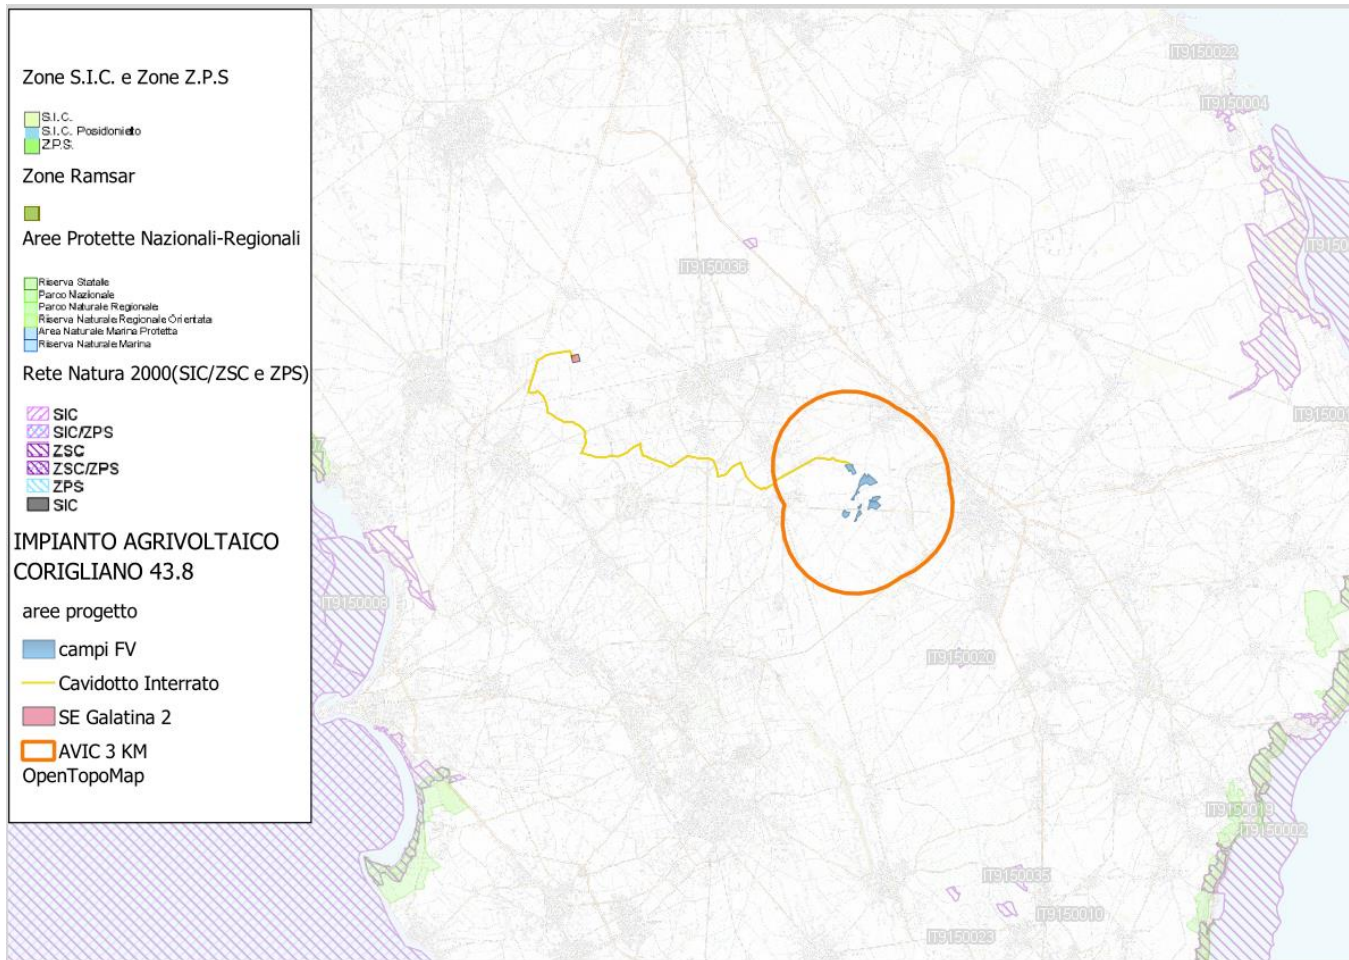 Zone S.I.C. e Zone Z.P.S
S.I.C.
S.I.C. Posidonieto
Z.P.S.
Zone Ramsar
Aree Protette Nazionali-Regionali
Riserva Statale
Parco Nazionale
Parco Naturale Regionale
Riserva Naturale Regionale Orientata
Area Naturale Marina Protetta
Riserva Naturale Marina
Rete Natura 2000(SIC/ZSC e ZPS)
SIC
SIC/ZPS
ZSC
ZSC/ZPS
ZPS
SIC
IMPIANTO AGRIVOLTAICO
CORIGLIANO 43.8
aree progetto
campi FV
Cavidotto Interrato
SE Galatina 2
AVIC 3 KM
OpenTopoMap
IT9150022
IT9150004
IT9150036
IT9150008
IT9150020
IT9150019
IT9150002
IT9150035
IT9150010
IT9150023